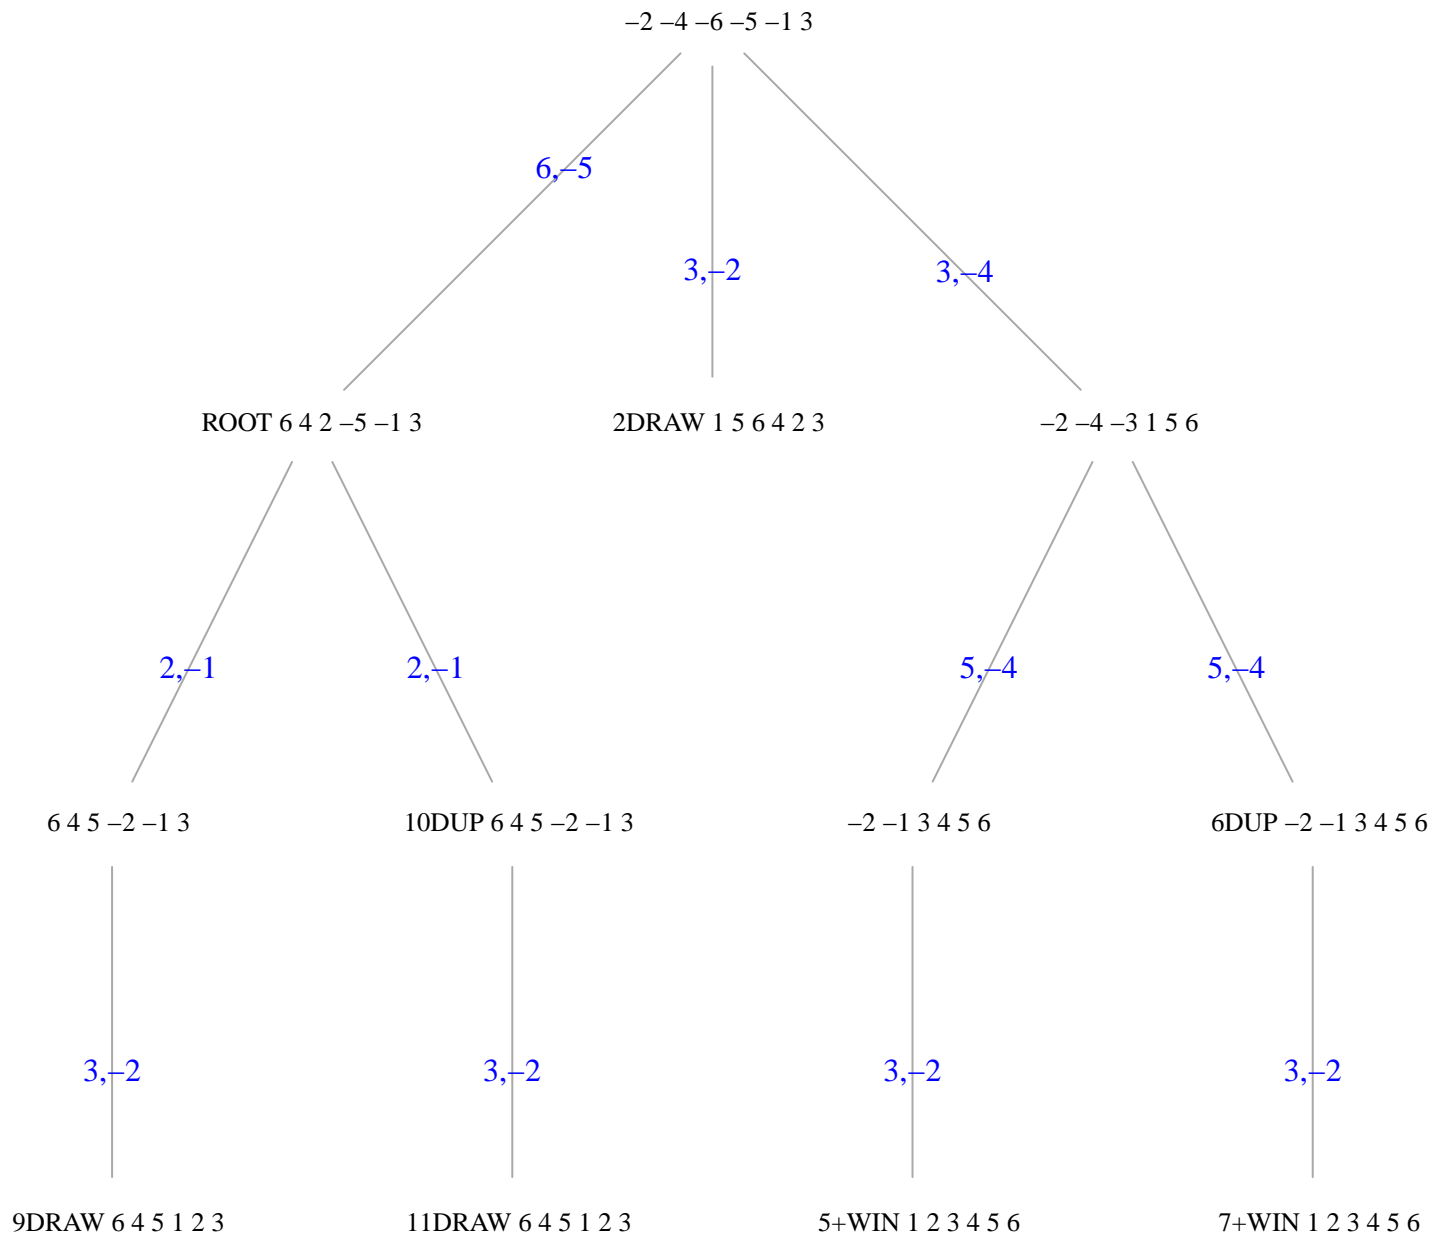 –2 –4 –6 –5 –1 3
6,–5
3,–2
3,–4
ROOT 6 4 2 –5 –1 3
2DRAW 1 5 6 4 2 3
–2 –4 –3 1 5 6
2,–1
2,–1
5,–4
5,–4
6 4 5 –2 –1 3
10DUP 6 4 5 –2 –1 3
–2 –1 3 4 5 6
6DUP –2 –1 3 4 5 6
3,–2
3,–2
3,–2
3,–2
9DRAW 6 4 5 1 2 3
11DRAW 6 4 5 1 2 3
5+WIN 1 2 3 4 5 6
7+WIN 1 2 3 4 5 6